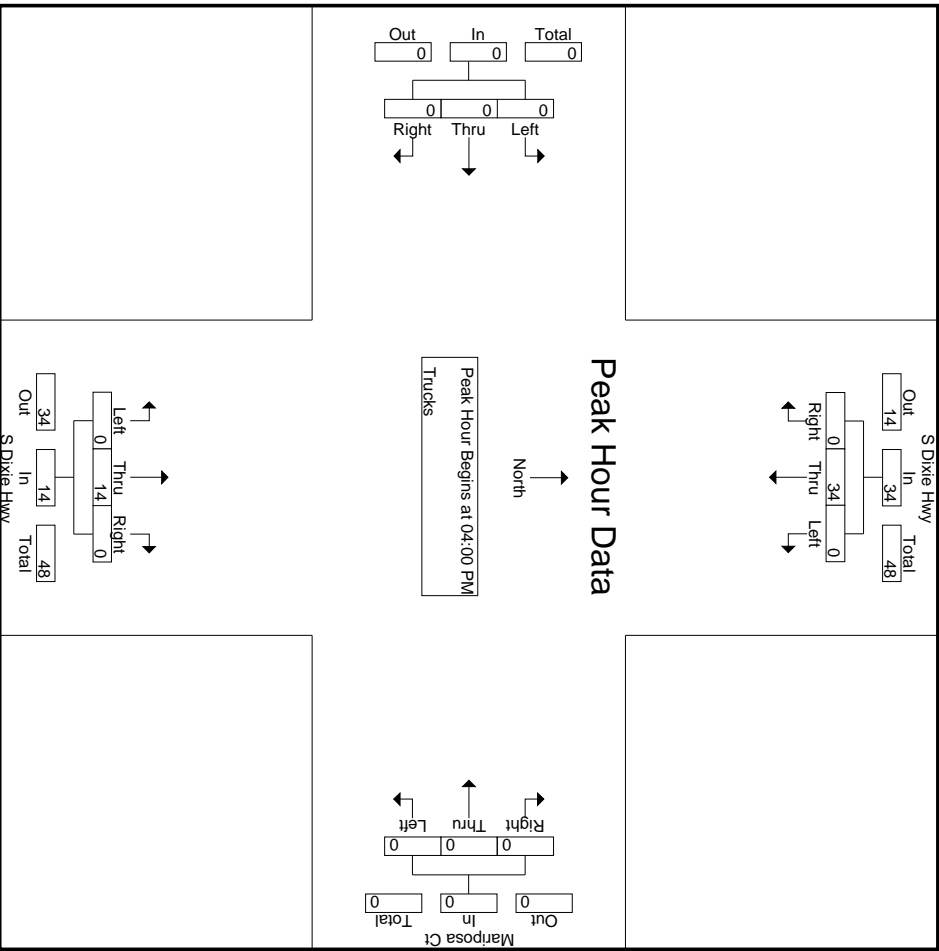 S Dixie Hwy
Out In Total
14 34 48
0 34 0
Right Thru Left
Out In Total
0 0 0
0 0 0
Right Thru Left
Peak Hour Data
North
Peak Hour Begins at 04:00 PM
Trucks
Right Thru Left
0 0 0
0 0 0
Out In Total
Mariposa Ct
Left Thru Right
0 14 0
34 14 48
Out In Total
S Dixie Hwy